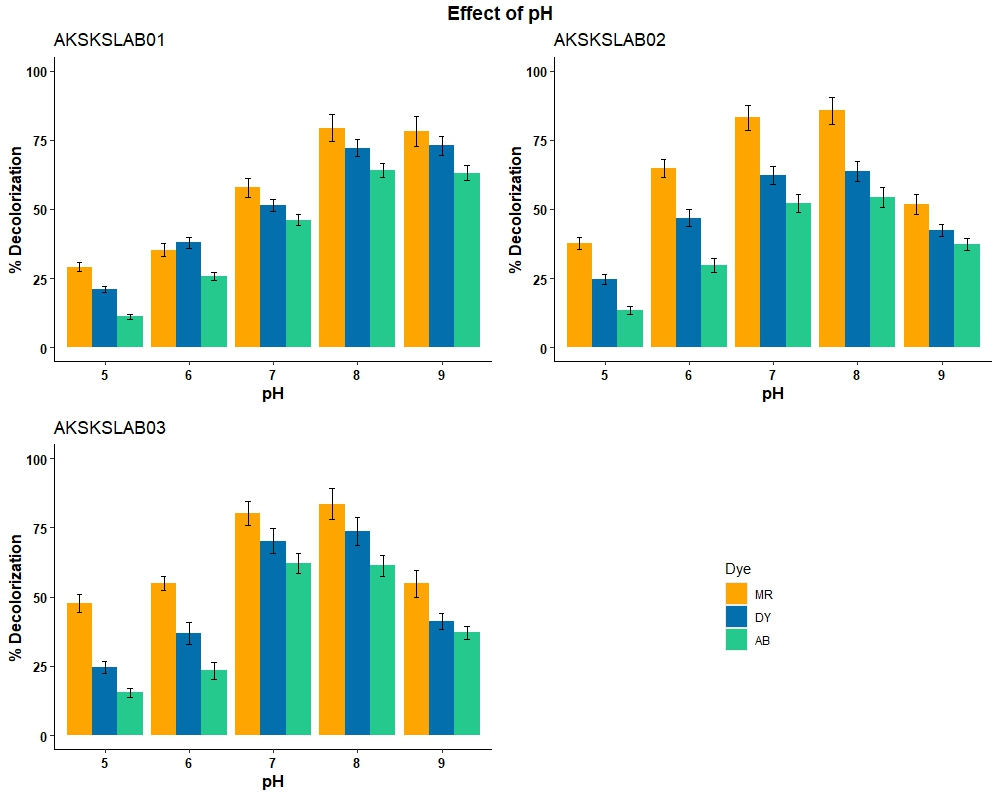 Effect of pH
AKSKSLAB01
% Decolorization
100
75
50
25
0
5 6 7 8 9
pH
AKSKSLAB02
% Decolorization
100
75
50
25
0
5 6 7 8 9
pH
AKSKSLAB03
% Decolorization
100
75
50
25
0
5 6 7 8 9
pH
Dye
MR
DY
AB